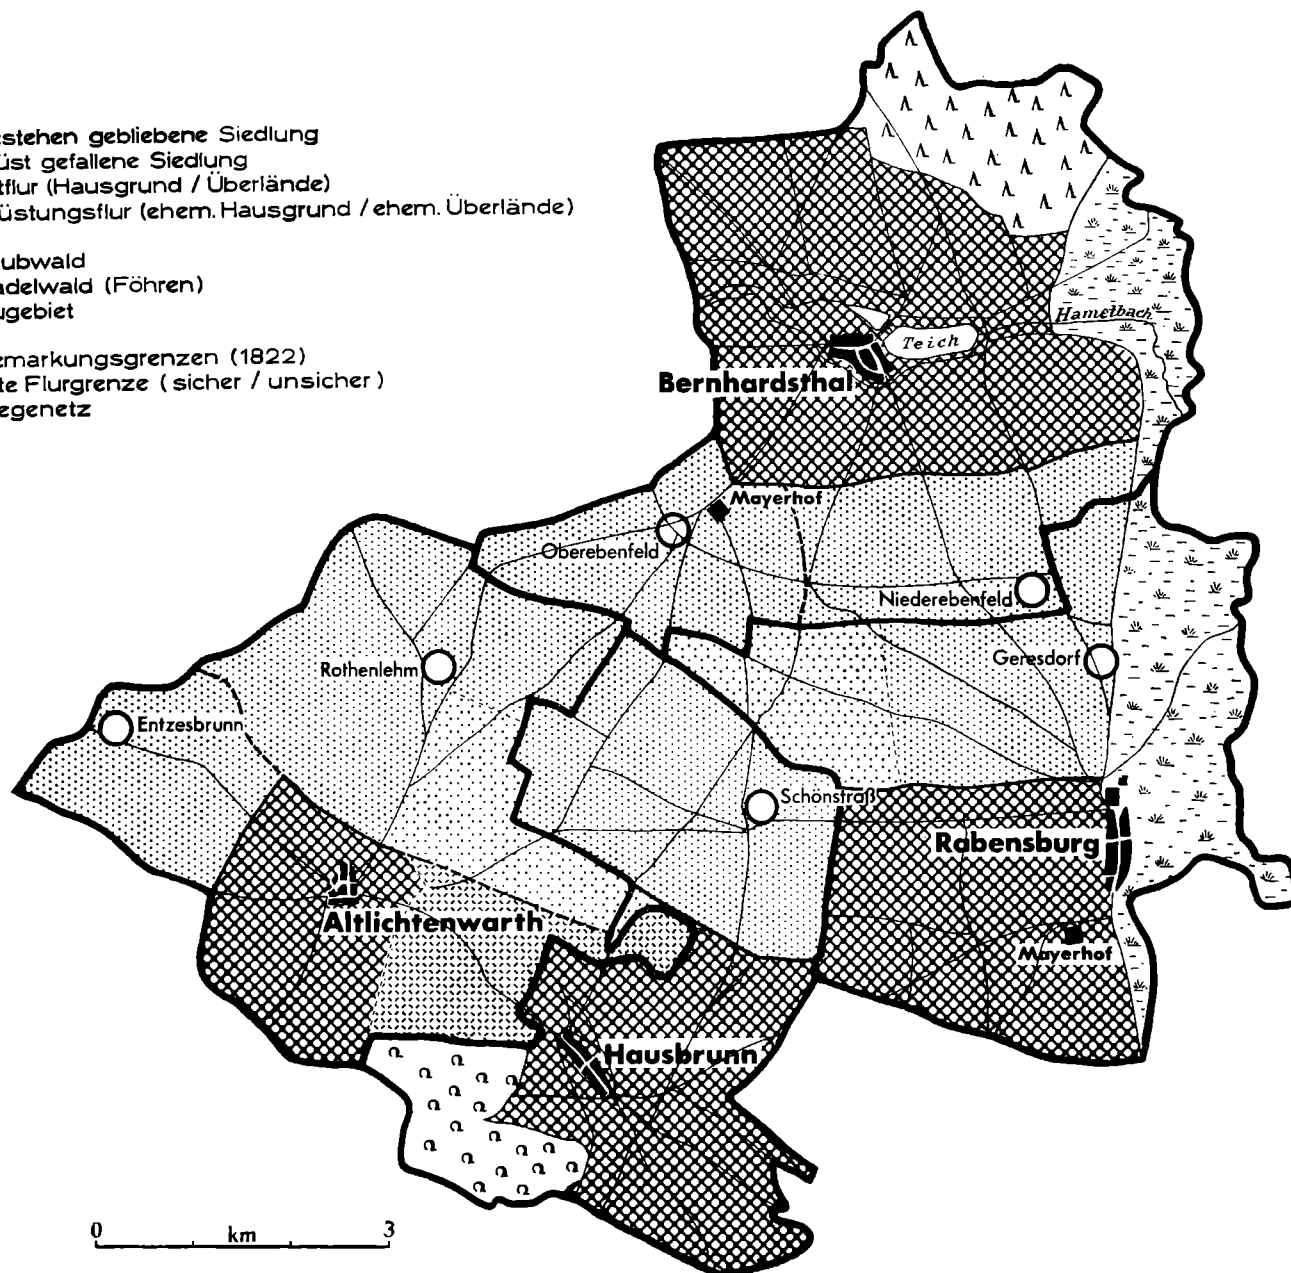 stehen gebliebene Siedlung
üst gefallene Siedlung
tflur (Hausgrund / Überlände)
üstungsflur (ehem. Hausgrund / ehem. Überlände)
ubwald
adelwald (Föhren)
ugebiet
emarkungsgrenzen (1822)
te Flurgrenze ( sicher / unsicher )
egenetz
Hametbach
Teich
Bernhardsthal
Mayerhof
Oberebenfeld
Niederebenfeld
Geresdorf
Rothenlehm
Entzesbrunn
Schönstraß
Rabensburg
Altlichtenwarth
Mayerhof
Hausbrunn
0 km 3